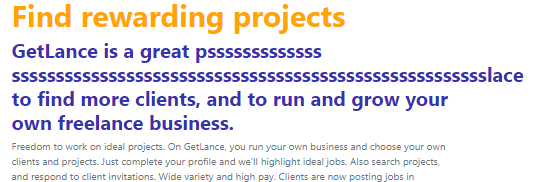 Find rewarding projects
GetLance is a great psssssssssssss
ssssssssssssssssssssssssssssssssssssssssssssssssssssssslace
to find more clients, and to run and grow your
own freelance business.
Freedom to work on ideal projects. On GetLance, you run your own business and choose your own
clients and projects. Just complete your profile and we'll highlight ideal jobs. Also search projects,
and respond to client invitations. Wide variety and high pay. Clients are now posting jobs in